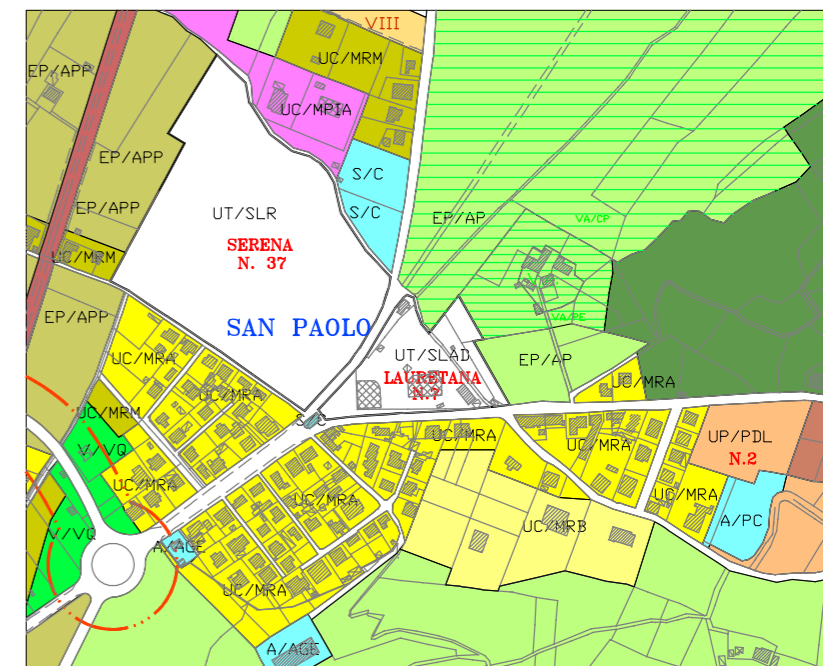 VIII
UC/MRM
EP/APP
UC/MPIA
EP/APP
S/C
EP/APP
UT/SLR
S/C
EP/AP
VA/CP
SERENA
N. 37
UC/MRM
EP/APP
SAN PAOLO
VA/PE
UT/SLAD
EP/AP
UC/MRA
LAURETANA
N.7
UC/MRA
UC/MRA
UC/MRM
UC/MRA
UC/MRA
UP/PDL
N.2
V/VQ
UC/MRA
UC/MRA
UC/MRA
A/PC
V/VQ
A/AGE
UC/MRB
UC/MRA
A/AGE